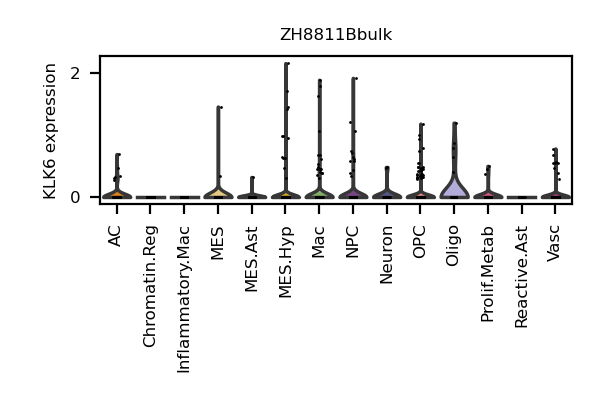 ZH8811Bbulk
KLK6 expression
2
0
AC
Chromatin.Reg
Inflammatory.Mac
MES
MES.Ast
MES.Hyp
Mac
NPC
Neuron
OPC
Oligo
Prolif.Metab
Reactive.Ast
Vasc